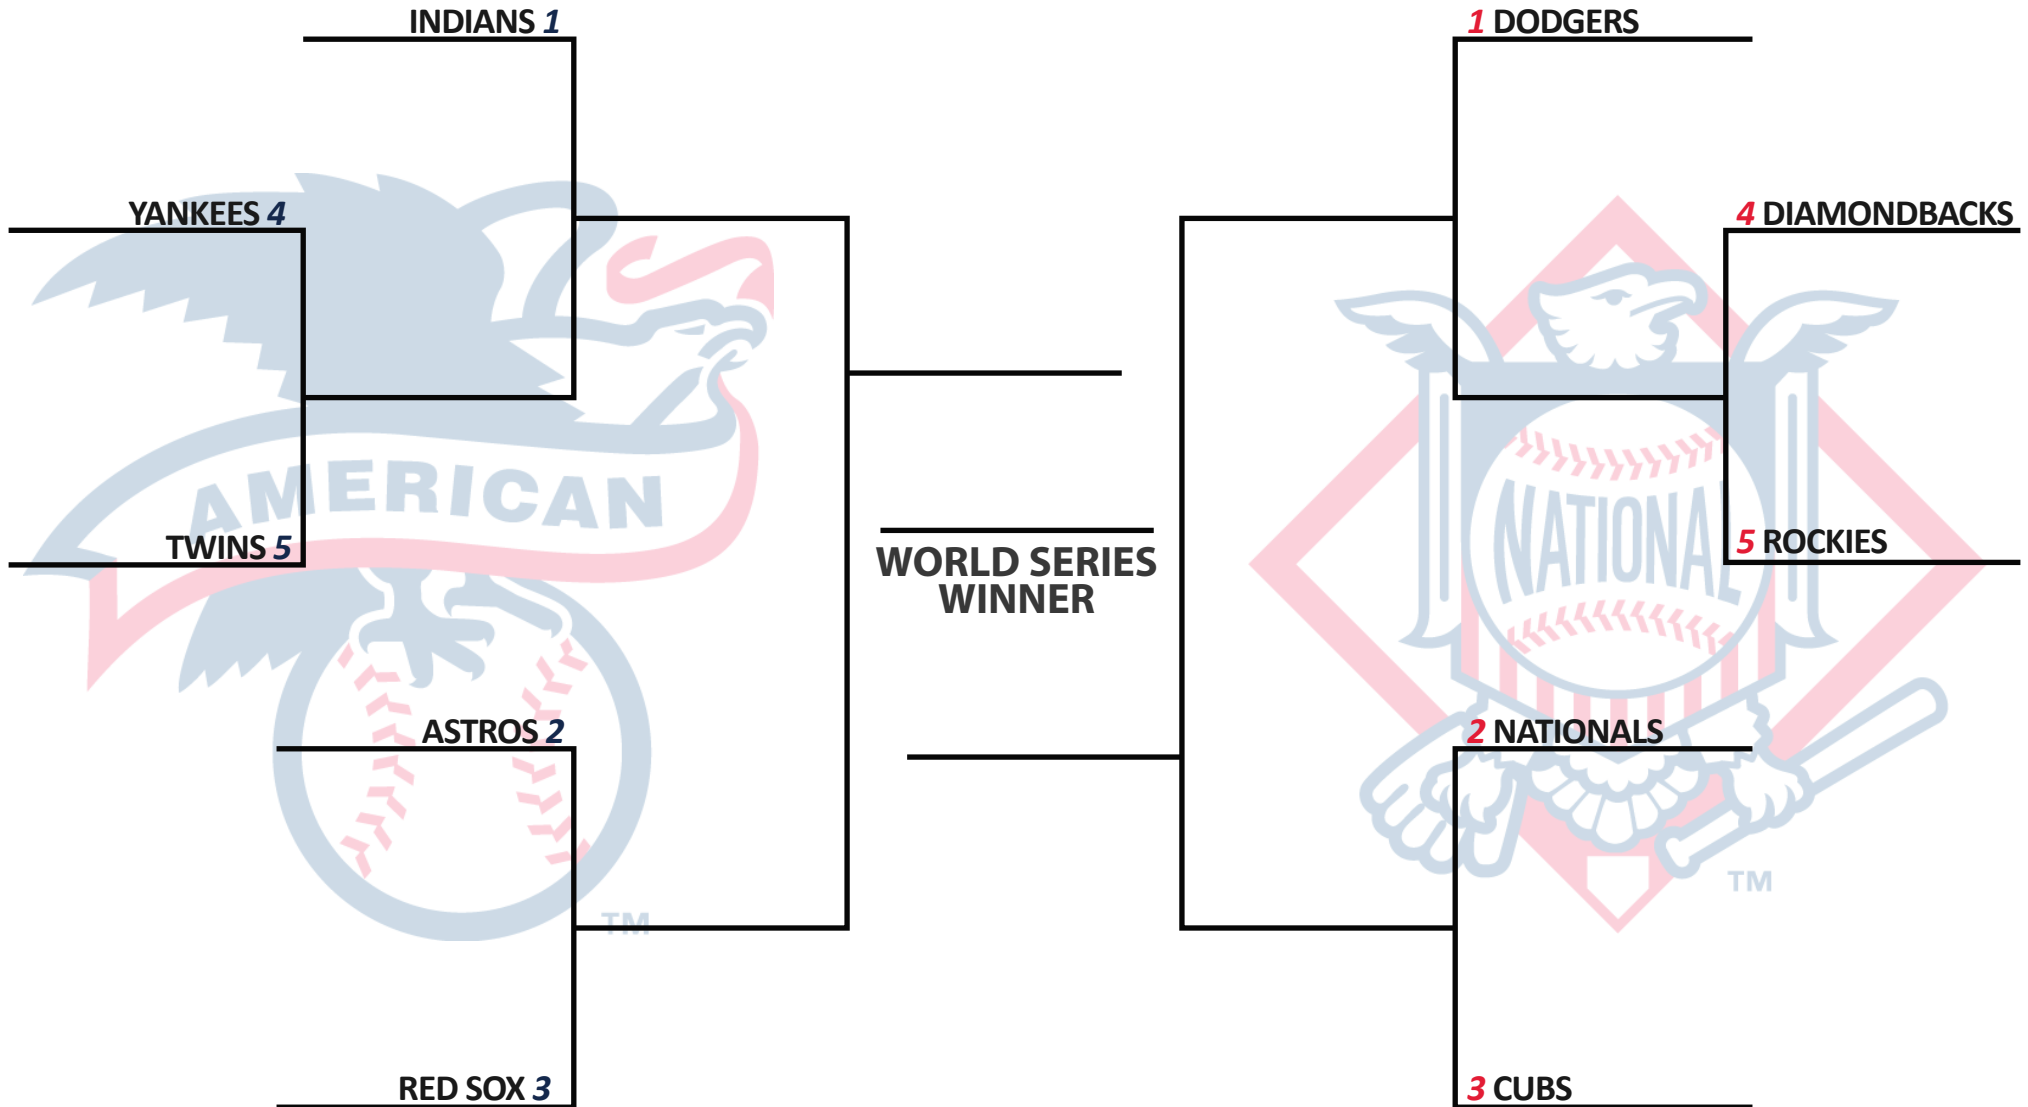 INDIANS 1
1 DODGERS
YANKEES 4
4 DIAMONDBACKS
AMERICAN
NATIONAL
TWINS 5
5 ROCKIES
WORLD SERIES
WINNER
ASTROS 2
2 NATIONALS
TM
TM
RED SOX 3
3 CUBS